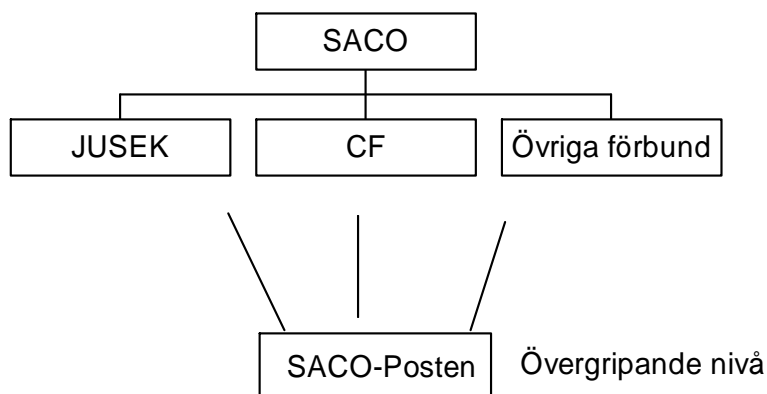 SACO
JUSEK CF Övriga förbund
SACO-Posten Övergripande nivå